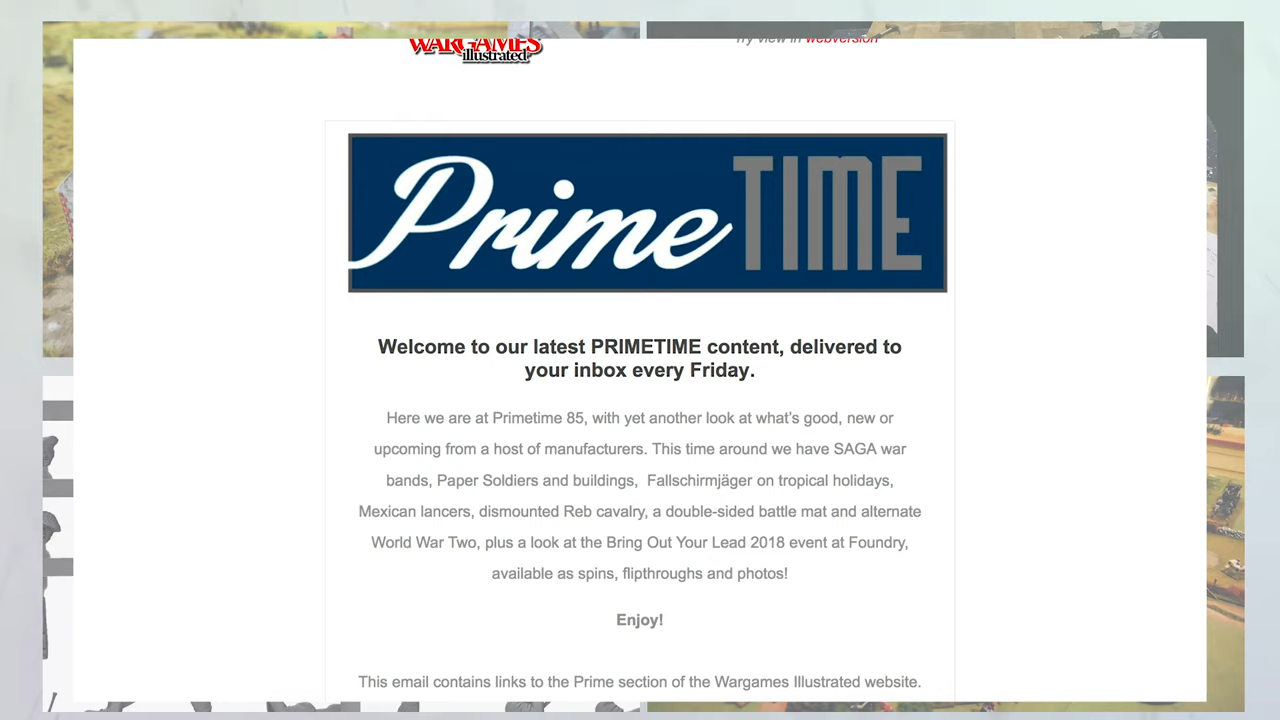 WARGAMES
illustrated
Try view in webversion
Prime TIME
Welcome to our latest PRIMETIME content, delivered to
your inbox every Friday.
Here we are at Primetime 85, with yet another look at what’s good, new or
upcoming from a host of manufacturers. This time around we have SAGA war
bands, Paper Soldiers and buildings,  Fallschirmjäger on tropical holidays,
Mexican lancers, dismounted Reb cavalry, a double-sided battle mat and alternate
World War Two, plus a look at the Bring Out Your Lead 2018 event at Foundry,
available as spins, flipthroughs and photos!
Enjoy!
This email contains links to the Prime section of the Wargames Illustrated website.